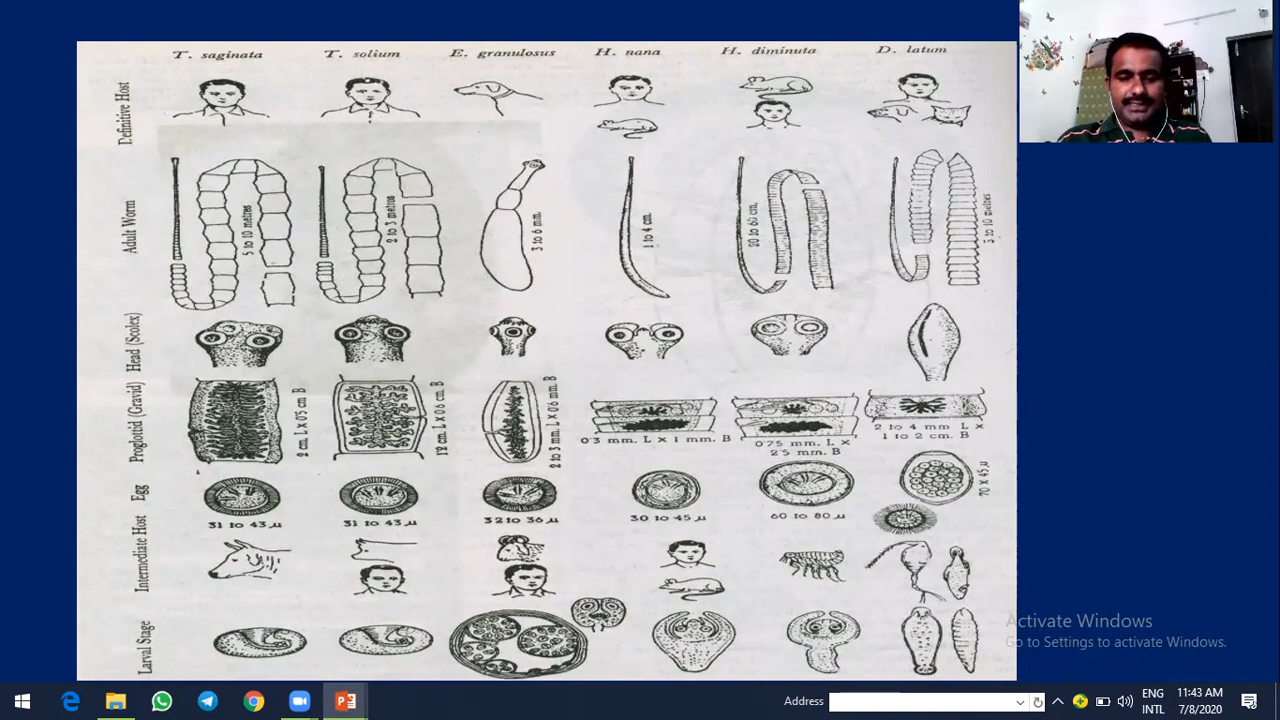 T. saginata T. solium E. granulosus H. nana H. diminuta D. latum
Definitive Host
Adult Worm
5 to 10 metres
2 to 3 metres
3 to 6 mm.
1 to 4 cm.
20 to 60 cm.
3 to 10 metres
Head (Scolex)
Proglottid (Gravid)
2 cm. L X 0·5 cm B
1·2 cm. L X 0·6 cm. B
2 to 3 mm. L X 0·6 mm. B
0·3 mm. L X 1 mm. B
0·75 mm. L X
2·5 mm. B
2 to 4 mm L X
1 to 2 cm. B
Egg
31 to 43 µ
31 to 43 µ
32 to 36 µ
30 to 45 µ
60 to 80 µ
70 X 45 µ
Intermediate Host
Larval Stage
Activate Windows
Go to Settings to activate Windows.
Address
ENG
INTL
11:43 AM
7/8/2020